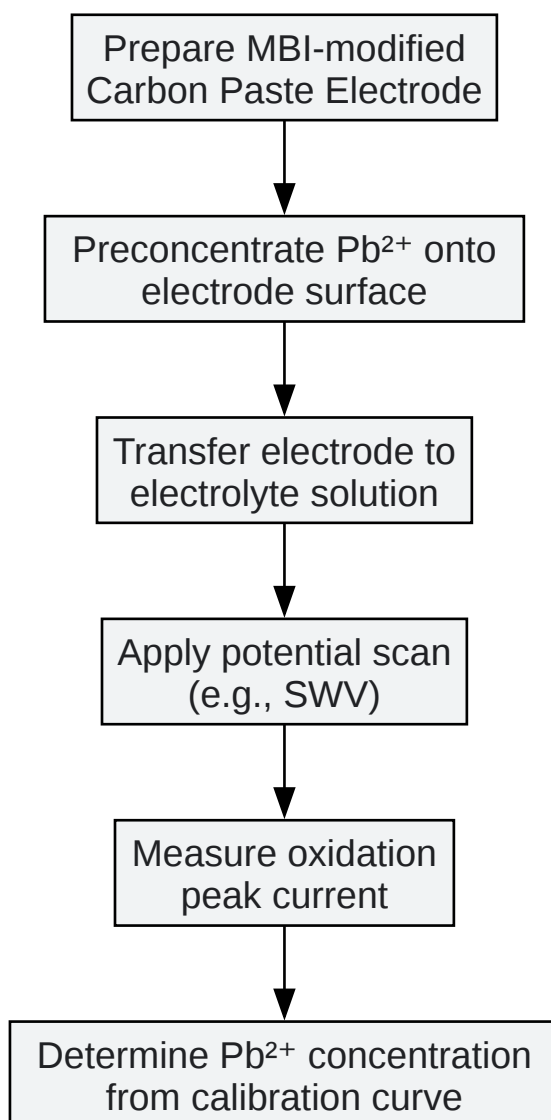 Prepare MBI-modified
Carbon Paste Electrode
Preconcentrate Pb²⁺ onto
electrode surface
Transfer electrode to
electrolyte solution
Apply potential scan
(e.g., SWV)
Measure oxidation
peak current
Determine Pb²⁺ concentration
from calibration curve